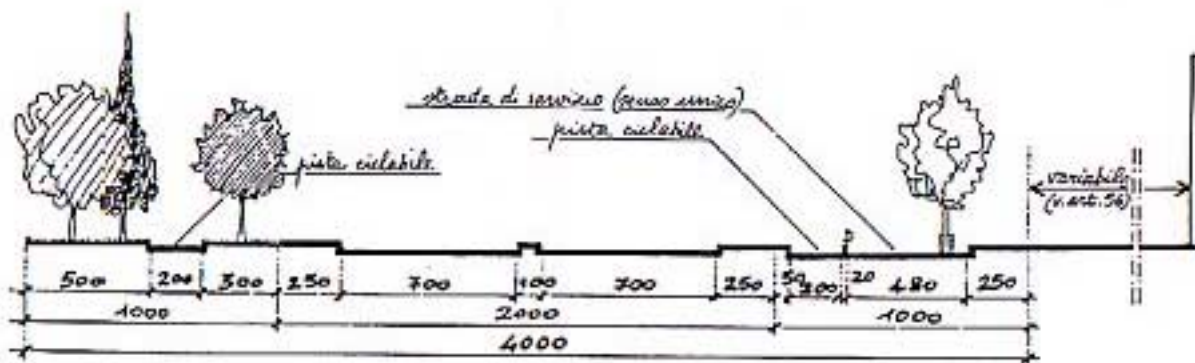 strada di servizio (senso unico)
pista ciclabile
pista ciclabile
variabile
(v. art. 56)
500 200 300 250 700 100 700 250 50 200 20 480 250
1000 2000 1000
4000